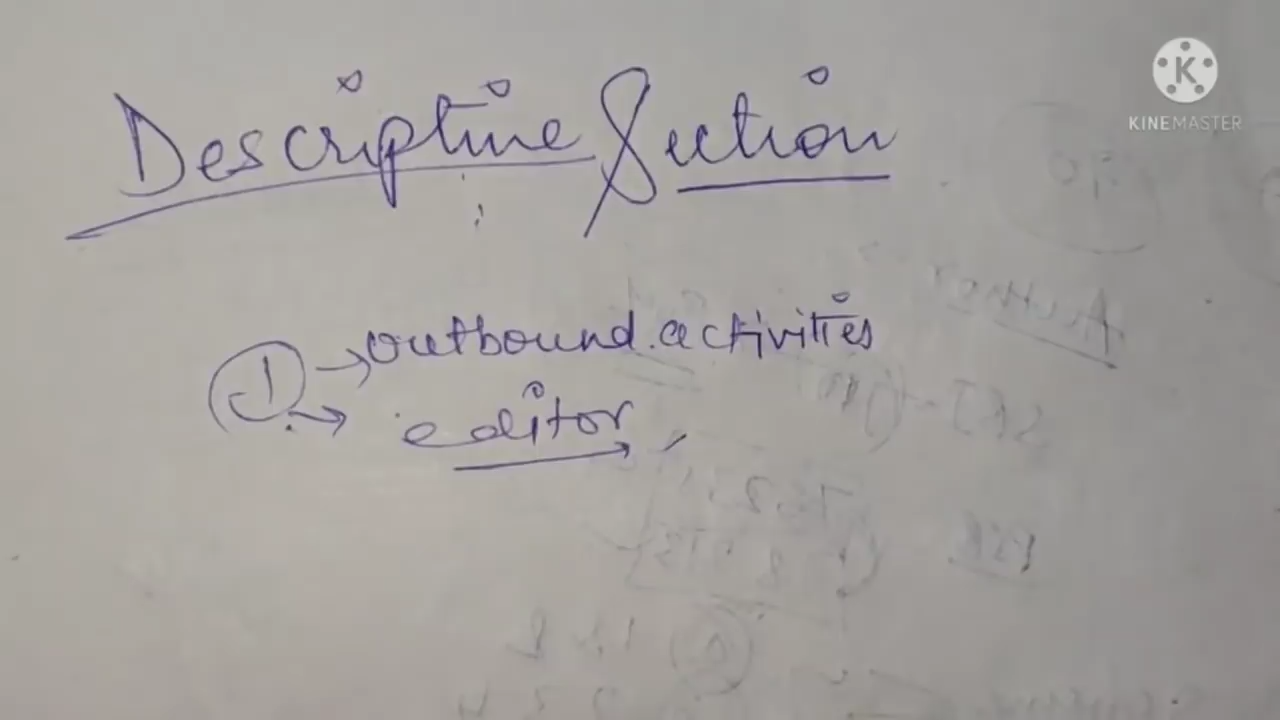 Descriptive Section
① → outbound activities
→ editor
K
KINEMASTER